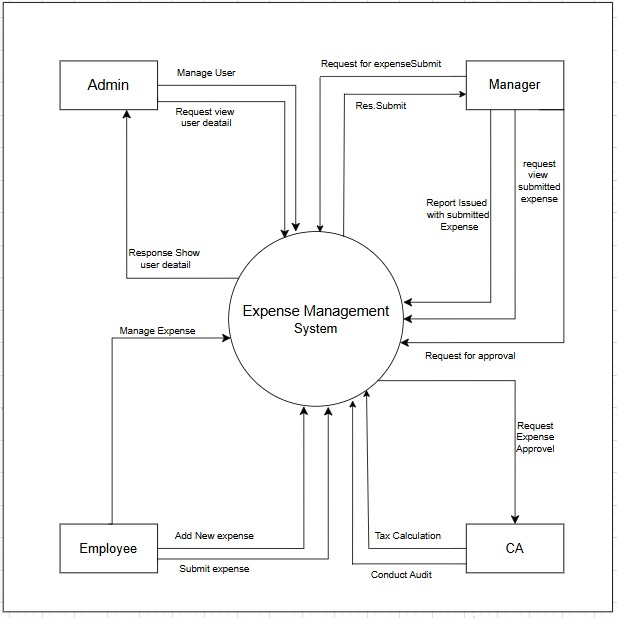 Manage User
Request for expenseSubmit
Admin
Manager
Request view
user deatail
Res.Submit
request
view
submitted
expense
Report Issued
with submitted
Expense
Response Show
user deatail
Expense Management
System
Manage Expense
Request for approval
Request
Expense
Approvel
Add New expense
Tax Calculation
Employee
CA
Submit expense
Conduct Audit